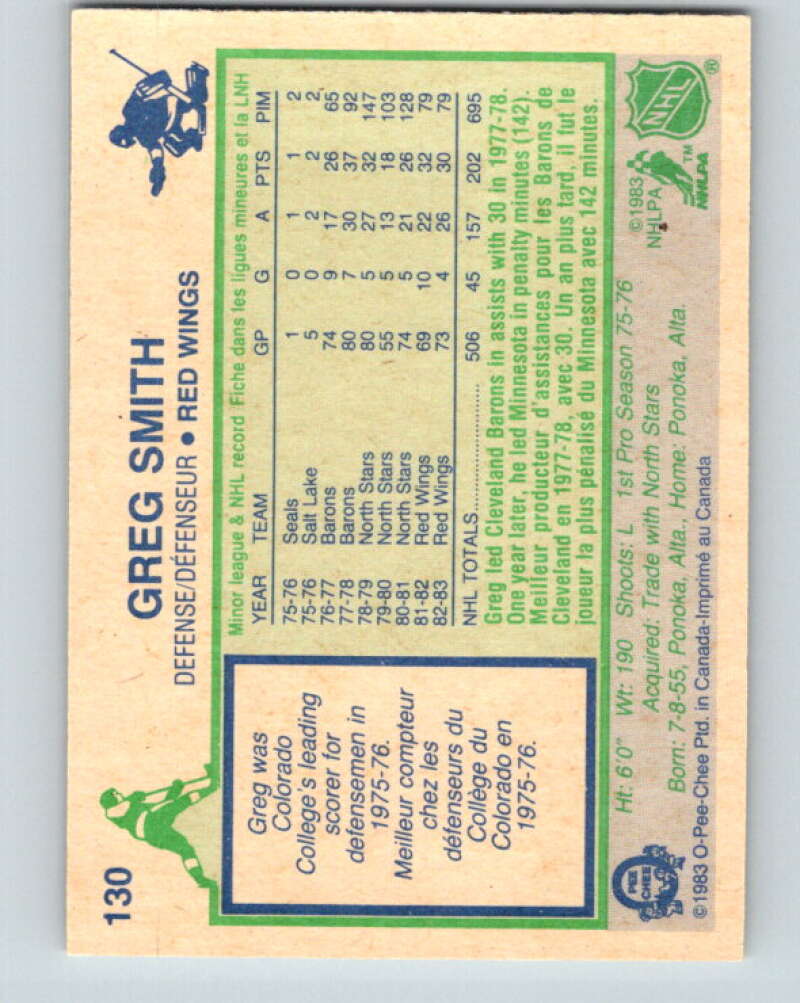 130
GREG SMITH
DEFENSE/DÉFENSEUR • RED WINGS
Greg was
Colorado
College's leading
scorer for
defensemen in
1975-76.
Meilleur compteur
chez les
défenseurs du
Collège du
Colorado en
1975-76.
Minor league & NHL record Fiche dans les ligues mineures et la LNH
YEAR TEAM GP G A PTS PIM
75-76 Seals 1 0 1 1 2
75-76 Salt Lake 5 0 2 2 2
76-77 Barons 74 9 17 26 65
77-78 Barons 80 7 30 37 92
78-79 North Stars 80 5 27 32 147
79-80 North Stars 55 5 13 18 103
80-81 North Stars 74 5 21 26 128
81-82 Red Wings 69 10 22 32 79
82-83 Red Wings 73 4 26 30 79
NHL TOTALS............... 506 45 157 202 695
Greg led Cleveland Barons in assists with 30 in 1977-78.
One year later, he led Minnesota in penalty minutes (142).
Meilleur producteur d'assistances pour les Barons de
Cleveland en 1977-78, avec 30. Un an plus tard, il fut le
joueur la plus pénalisé du Minnesota avec 142 minutes.
PEE
CHEE
Ht: 6'0" Wt: 190 Shoots: L 1st Pro Season 75-76
Acquired: Trade with North Stars
Born: 7-8-55, Ponoka, Alta., Home: Ponoka, Alta.
©1983 O-Pee-Chee Ptd. in Canada-Imprimé au Canada
©1983
NHLPA
NHLPA
TM
NHL
®